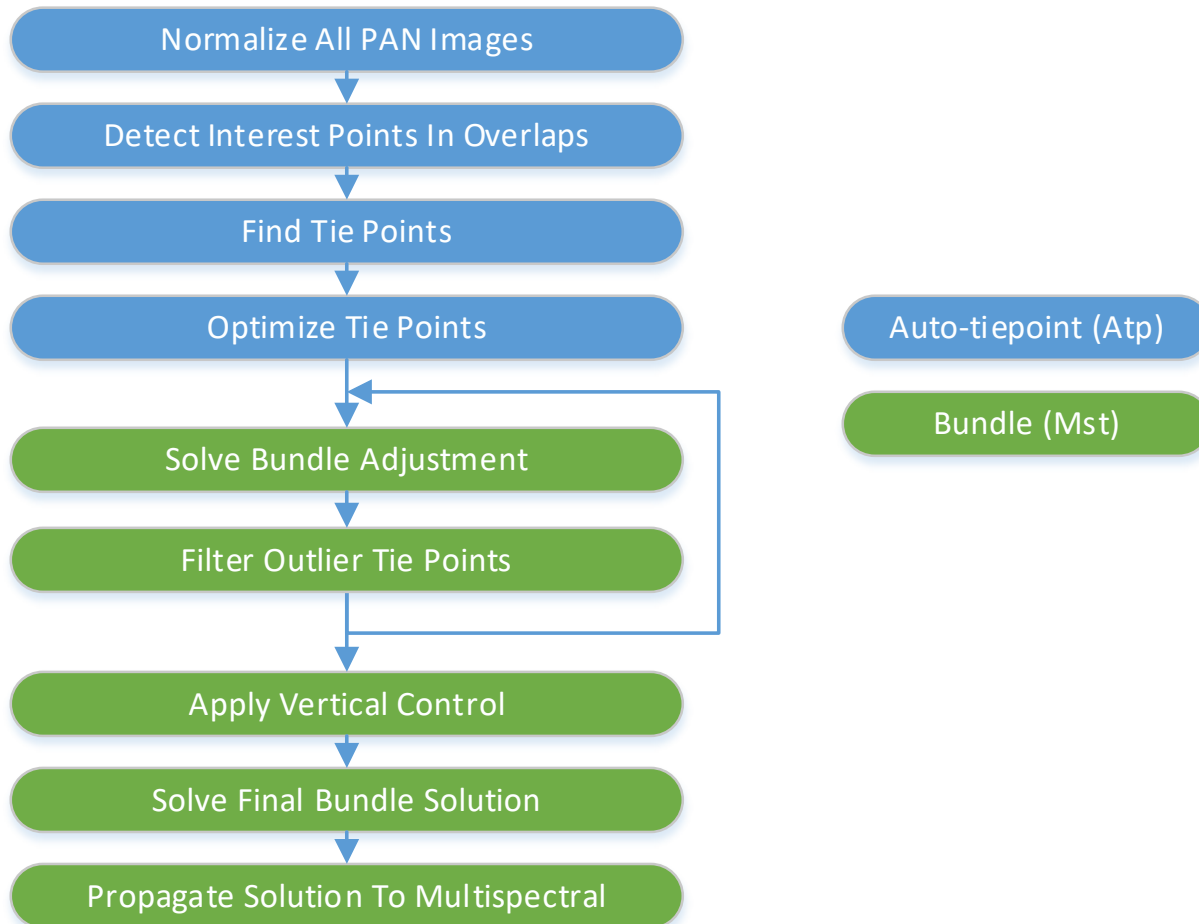 Normalize All PAN Images
Detect Interest Points In Overlaps
Find Tie Points
Optimize Tie Points
Solve Bundle Adjustment
Filter Outlier Tie Points
Apply Vertical Control
Solve Final Bundle Solution
Propagate Solution To Multispectral
Auto-tiepoint (Atp)
Bundle (Mst)